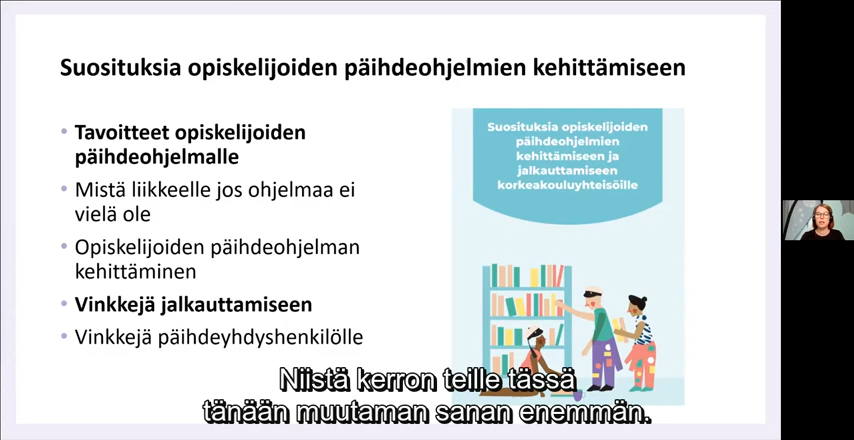 Suosituksia opiskelijoiden päihdeohjelmien kehittämiseen
• Tavoitteet opiskelijoiden
päihdeohjelmalle
• Mistä liikkeelle jos ohjelmaa ei
vielä ole
• Opiskelijoiden päihdeohjelman
kehittäminen
• Vinkkejä jalkauttamiseen
• Vinkkejä päihdeyhdyshenkilölle
Suosituksia opiskelijoiden
päihdeohjelmien
kehittämiseen ja
jalkauttamiseen
korkeakouluyhteisöille
Niistä kerron teille tässä
tänään muutaman sanan enemmän.